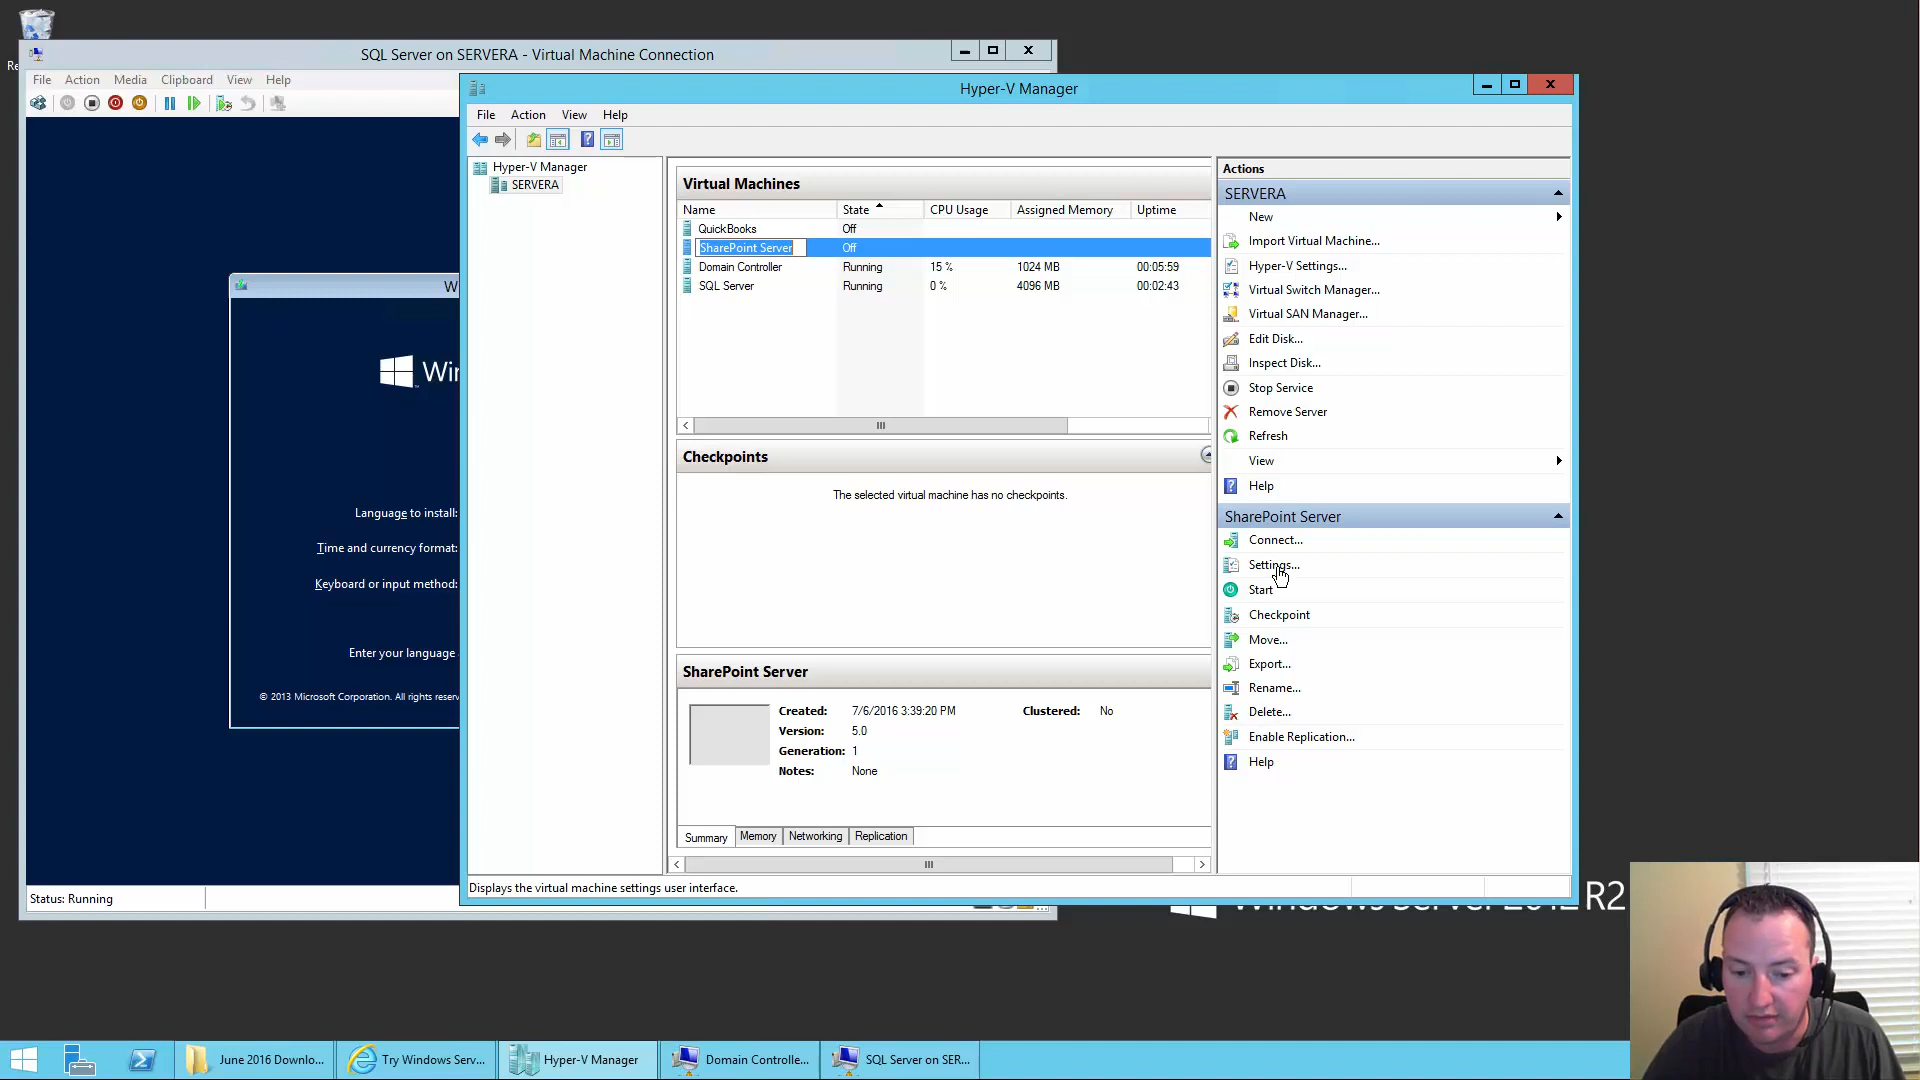 SQL Server on SERVERA - Virtual Machine Connection
File Action Media Clipboard View Help
Hyper-V Manager
File Action View Help
Hyper-V Manager
SERVERA
Virtual Machines
Name State CPU Usage Assigned Memory Uptime
QuickBooks Off
SharePoint Server Off
Domain Controller Running 15 % 1024 MB 00:05:59
SQL Server Running 0 % 4096 MB 00:02:43
Checkpoints
The selected virtual machine has no checkpoints.
SharePoint Server
Created: 7/6/2016 3:39:20 PM Clustered: No
Version: 5.0
Generation: 1
Notes: None
Summary Memory Networking Replication
Displays the virtual machine settings user interface.
Actions
SERVERA
New
Import Virtual Machine...
Hyper-V Settings...
Virtual Switch Manager...
Virtual SAN Manager...
Edit Disk...
Inspect Disk...
Stop Service
Remove Server
Refresh
View
Help
SharePoint Server
Connect...
Settings...
Start
Checkpoint
Move...
Export...
Rename...
Delete...
Enable Replication...
Help
Language to install:
Time and currency format:
Keyboard or input method:
Enter your language
© 2013 Microsoft Corporation. All rights
Status: Running
R2
June 2016 Downlo...
Try Windows Serv...
Hyper-V Manager
Domain Controlle...
SQL Server on SER...